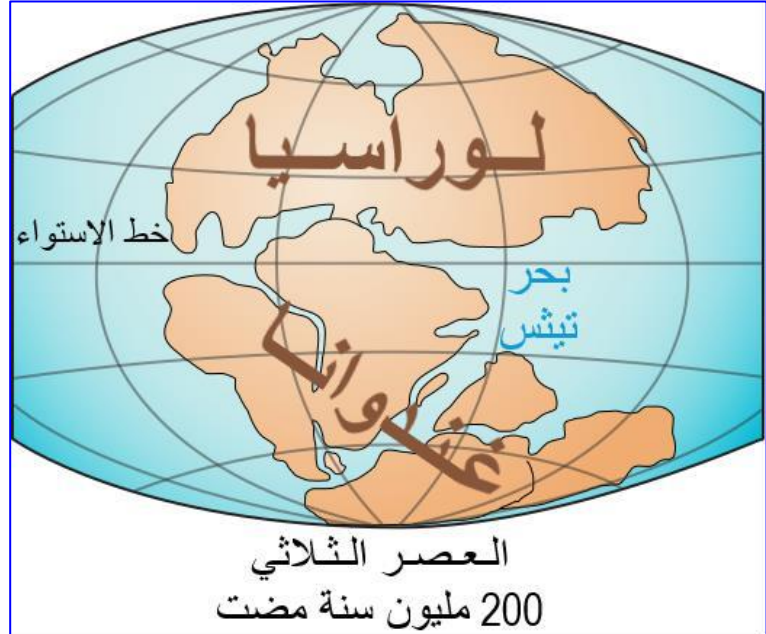 لوراسيا
خط الاستواء
بحر
تيثس
غندوانا
العصر الثلاثي
200 مليون سنة مضت